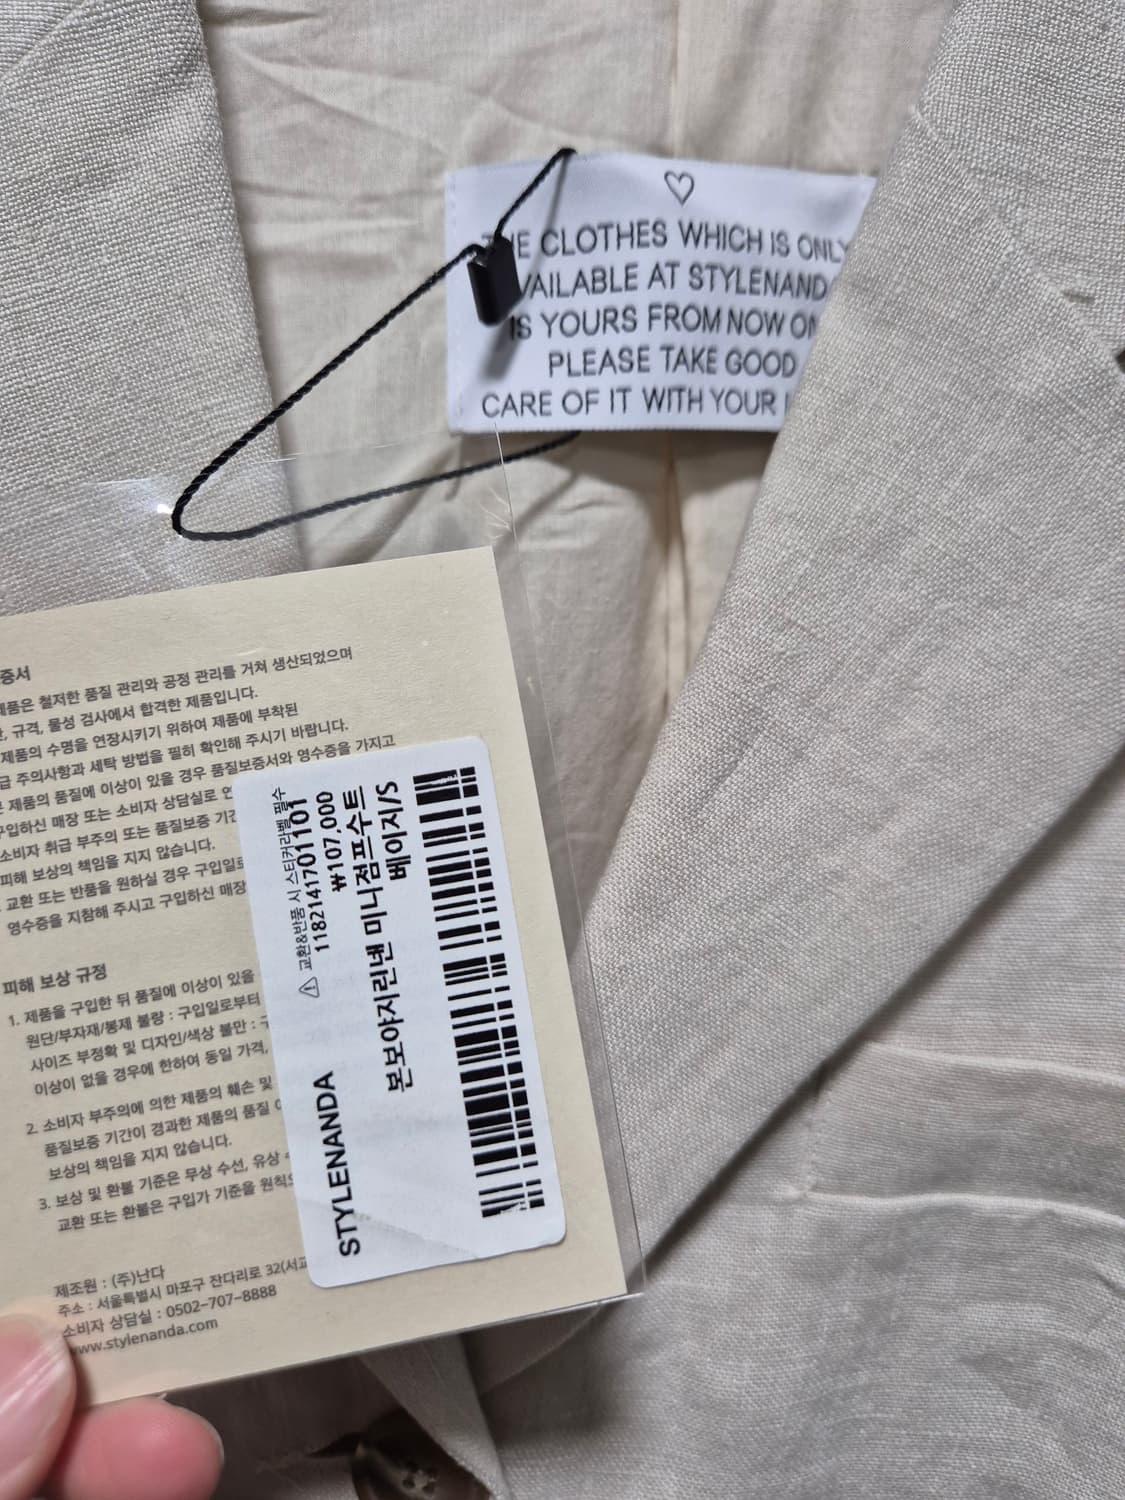 THE CLOTHES WHICH IS ONLY
AVAILABLE AT STYLENAND
IS YOURS FROM NOW ON
PLEASE TAKE GOOD
CARE OF IT WITH YOUR
증서
제품은 철저한 품질 관리와 공정 관리를 거쳐 생산되었으며
규격, 물성 검사에서 합격한 제품입니다.
제품의 수명을 연장시키기 위하여 제품에 부착된
급 주의사항과 세탁 방법을 필히 확인해 주시기 바랍니다.
제품의 품질에 이상이 있을 경우 품질보증서와 영수증을 가지고
구입하신 매장 또는 소비자 상담실로
소비자 취급 부주의 또는 품질보증
피해 보상의 책임을 지지 않습니다.
교환 또는 반품을 원하실 경우
영수증을 지참해 주시고 구입하신 매장
피해 보상 규정
1. 제품을 구입한 뒤 품질에 이상이 있을
원단/부자재/봉제 불량 : 구입일로부터
사이즈 부정확 및 디자인/색상 불만 :
이상이 없을 경우에 한하여 동일 가격,
2. 소비자 부주의에 의한 제품의 훼손 및
품질보증 기간이 경과한 제품의 품질
보상의 책임을 지지 않습니다.
3. 보상 및 환불 기준은 무상 수선, 유상
교환 또는 환불은 구입가 기준을
제조원 : (주)난다
주소 : 서울특별시 마포구 잔다리로 32
소비자 상담실 : 0502-707-8888
www.stylenanda.com
⚠ 교환&반품 시 스티커라벨 필수
1182141701101
₩107,000
STYLENANDA
본보야지린넨 미니점프수트
베이지/S